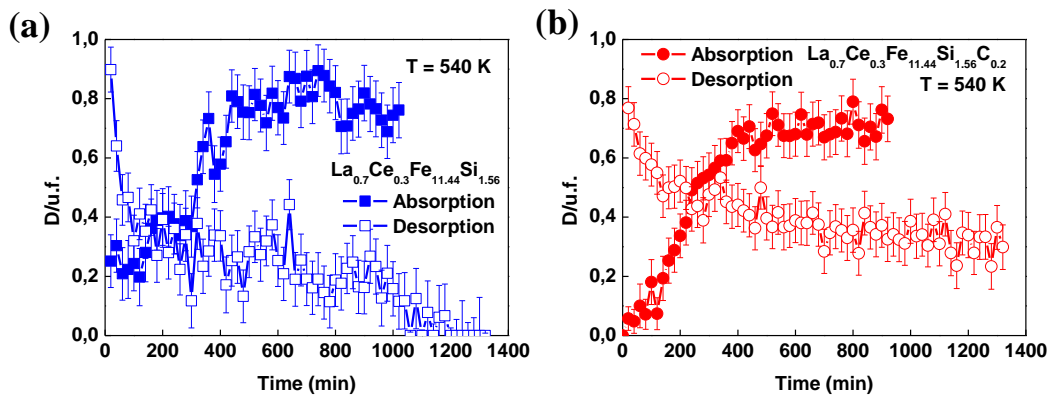 (a)
1,0
0,8
0,6
0,4
0,2
0,0
D/u.f.
T = 540 K
La0.7Ce0.3Fe11.44Si1.56
Absorption
Desorption
0 200 400 600 800 1000 1200 1400
Time (min)
(b)
1,0
0,8
0,6
0,4
0,2
0,0
D/u.f.
Absorption
Desorption
La0.7Ce0.3Fe11.44Si1.56C0.2
T = 540 K
0 200 400 600 800 1000 1200 1400
Time (min)